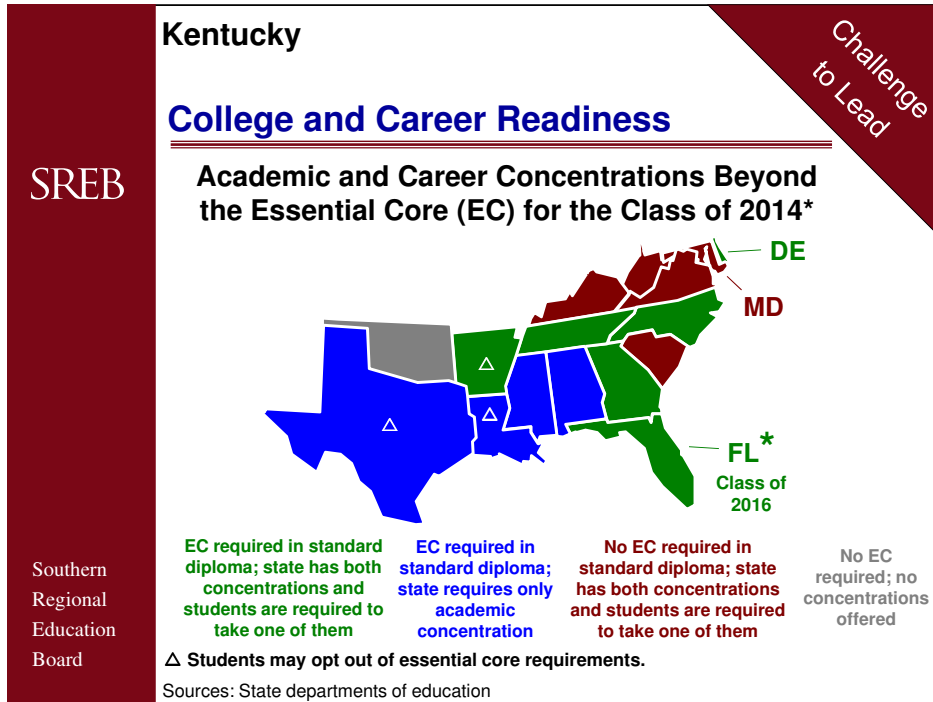 Kentucky
Challenge
to Lead
College and Career Readiness
SREB
Academic and Career Concentrations Beyond
the Essential Core (EC) for the Class of 2014*
DE
MD
FL*
Class of
2016
EC required in standard
diploma; state has both
concentrations and
students are required to
take one of them
EC required in
standard diploma;
state requires only
academic
concentration
No EC required in
standard diploma; state
has both concentrations
and students are required
to take one of them
No EC
required; no
concentrations
offered
Southern
Regional
Education
Board
△ Students may opt out of essential core requirements.
Sources: State departments of education